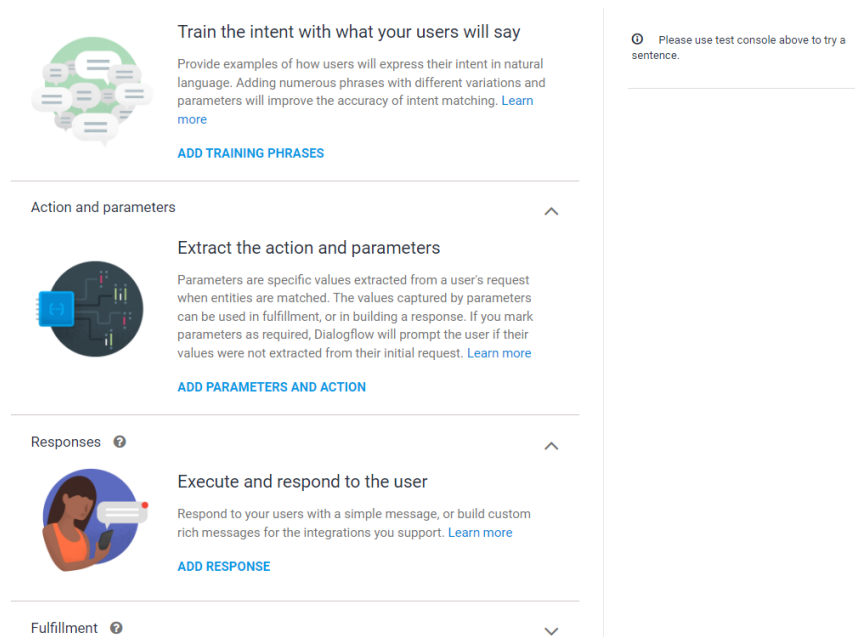 Train the intent with what your users will say
Provide examples of how users will express their intent in natural
language. Adding numerous phrases with different variations and
parameters will improve the accuracy of intent matching. Learn
more
ADD TRAINING PHRASES
Please use test console above to try a
sentence.
Action and parameters
Extract the action and parameters
Parameters are specific values extracted from a user's request
when entities are matched. The values captured by parameters
can be used in fulfillment, or in building a response. If you mark
parameters as required, Dialogflow will prompt the user if their
values were not extracted from their initial request. Learn more
ADD PARAMETERS AND ACTION
Responses
Execute and respond to the user
Respond to your users with a simple message, or build custom
rich messages for the integrations you support. Learn more
ADD RESPONSE
Fulfillment